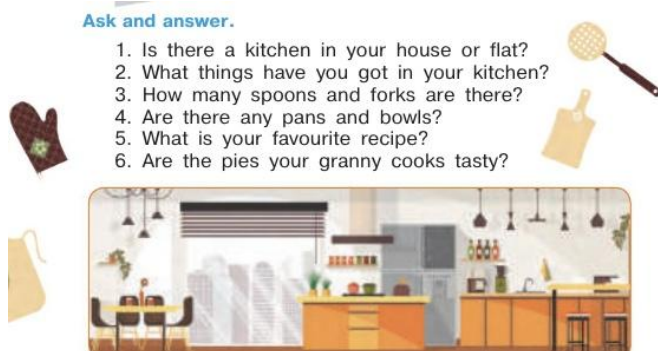 Ask and answer.
1. Is there a kitchen in your house or flat?
2. What things have you got in your kitchen?
3. How many spoons and forks are there?
4. Are there any pans and bowls?
5. What is your favourite recipe?
6. Are the pies your granny cooks tasty?